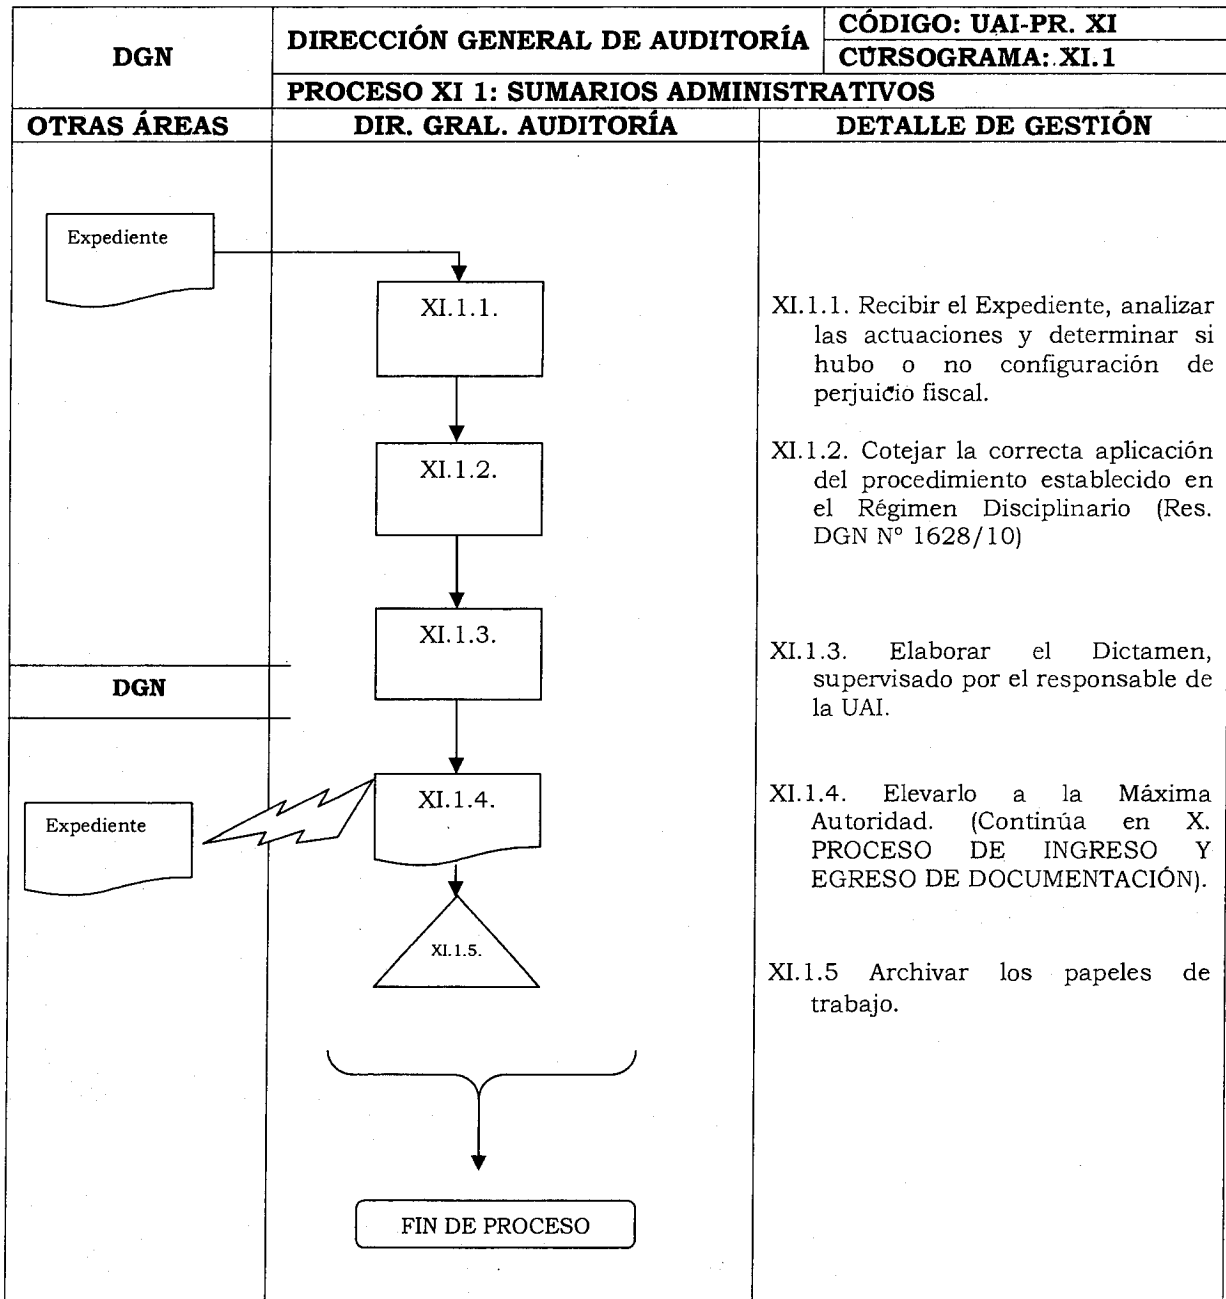 DGN
DIRECCIÓN GENERAL DE AUDITORÍA
CÓDIGO: UAI-PR. XI
CURSOGRAMA: XI.1
PROCESO XI 1: SUMARIOS ADMINISTRATIVOS
OTRAS ÁREAS
DIR. GRAL. AUDITORÍA
DETALLE DE GESTIÓN
Expediente
XI.1.1.
XI.1.2.
XI.1.3.
DGN
Expediente
XI.1.4.
XI.1.5.
FIN DE PROCESO
XI.1.1. Recibir el Expediente, analizar
las actuaciones y determinar si
hubo o no configuración de
perjuicio fiscal.
XI.1.2. Cotejar la correcta aplicación
del procedimiento establecido en
el Régimen Disciplinario (Res.
DGN Nº 1628/10)
XI.1.3. Elaborar el Dictamen,
supervisado por el responsable de
la UAI.
XI.1.4. Elevarlo a la Máxima
Autoridad. (Continúa en X.
PROCESO DE INGRESO Y
EGRESO DE DOCUMENTACIÓN).
XI.1.5 Archivar los papeles de
trabajo.